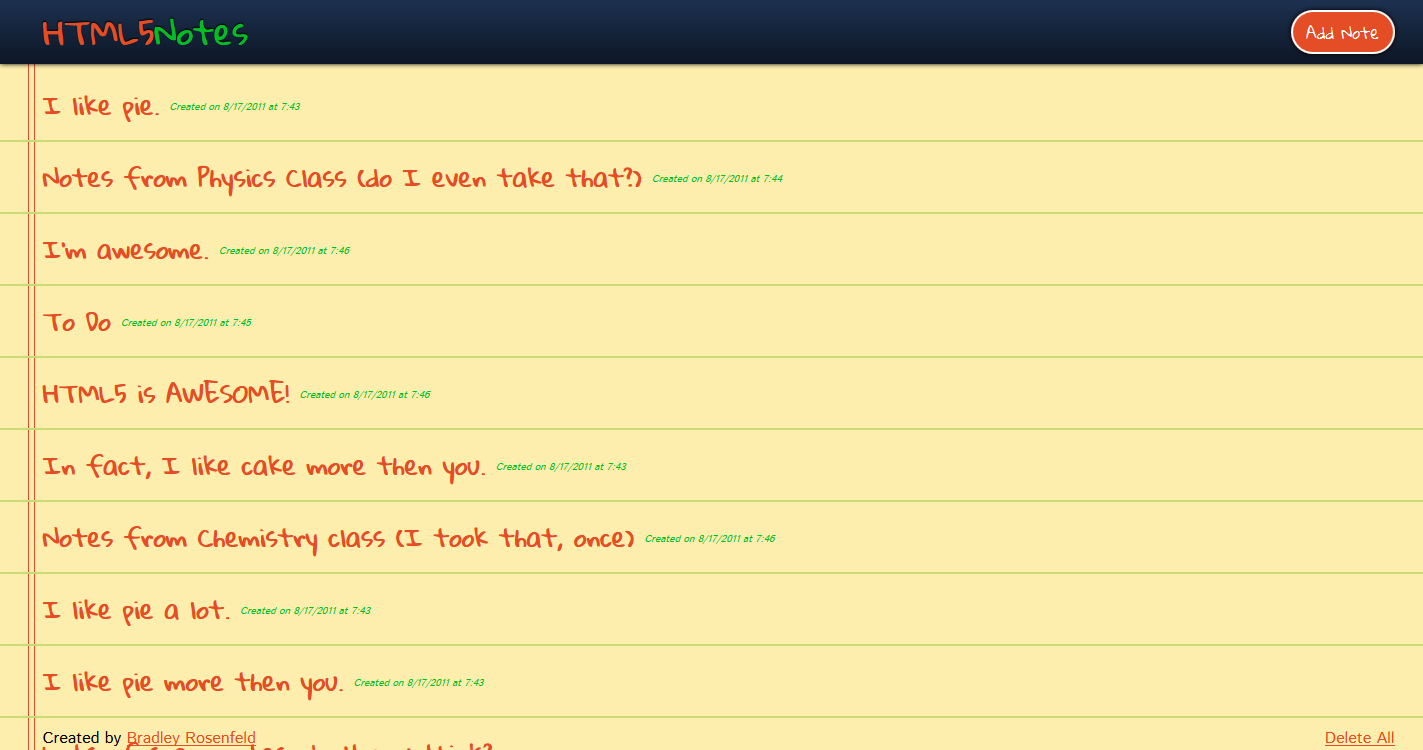 HTML5Notes
Add Note
I like pie. Created on 8/17/2011 at 7:43
Notes from Physics Class (do I even take that?) Created on 8/17/2011 at 7:44
I'm awesome. Created on 8/17/2011 at 7:46
To Do Created on 8/17/2011 at 7:45
HTML5 is AWESOME! Created on 8/17/2011 at 7:46
In fact, I like cake more then you. Created on 8/17/2011 at 7:43
Notes from Chemistry class (I took that, once) Created on 8/17/2011 at 7:46
I like pie a lot. Created on 8/17/2011 at 7:43
I like pie more then you. Created on 8/17/2011 at 7:43
Created by Bradley Rosenfeld
Delete All